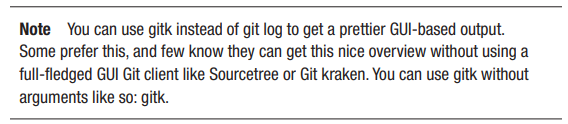 Note You can use gitk instead of git log to get a prettier GUI-based output.
Some prefer this, and few know they can get this nice overview without using a
full-fledged GUI Git client like Sourcetree or Git kraken. You can use gitk without
arguments like so: gitk.